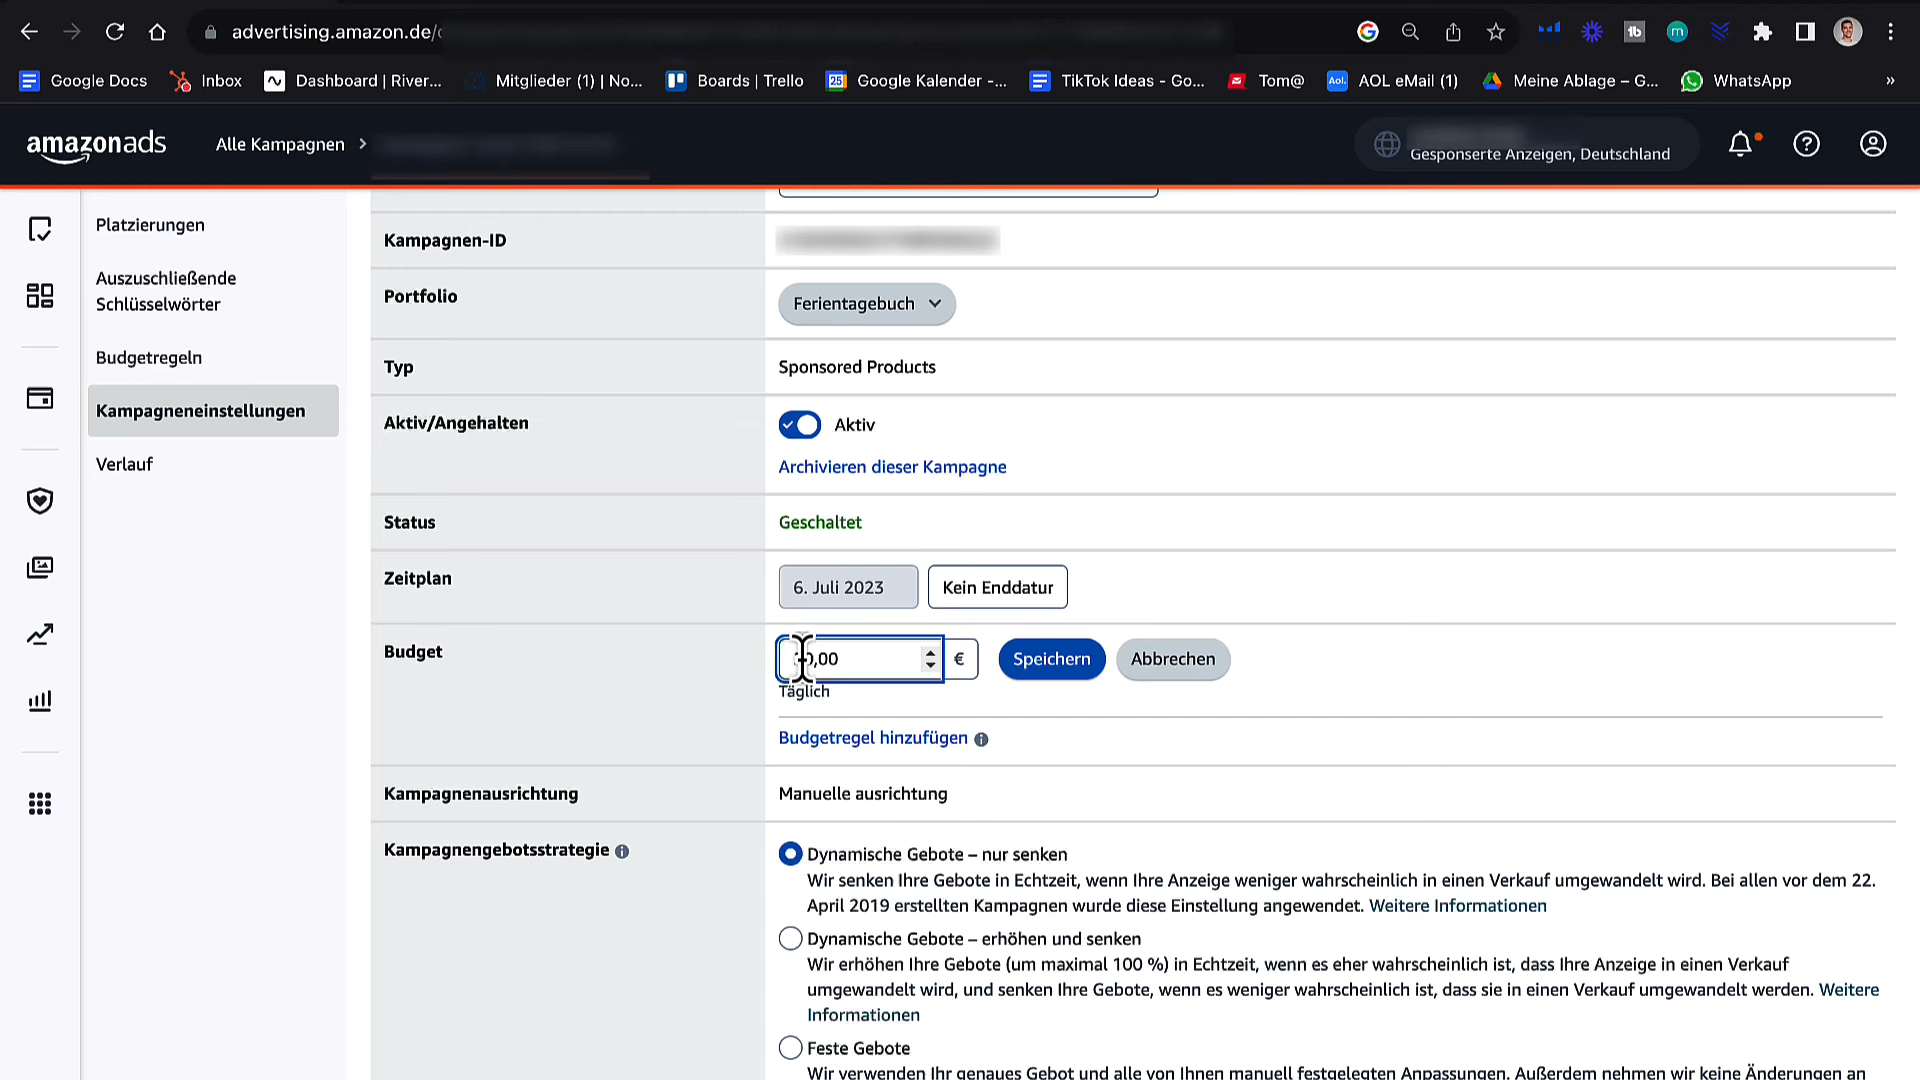 advertising.amazon.de/
Google Docs
Inbox
Dashboard | River...
Mitglieder (1) | No...
Boards | Trello
Google Kalender -...
TikTok Ideas - Go...
Tom@
AOL eMail (1)
Meine Ablage – G...
WhatsApp
»
amazonads
Alle Kampagnen
Gesponserte Anzeigen, Deutschland
Platzierungen
Auszuschließende
Schlüsselwörter
Budgetregeln
Kampagneneinstellungen
Verlauf
Kampagnen-ID
Portfolio
Ferientagebuch
Typ
Sponsored Products
Aktiv/Angehalten
Aktiv
Archivieren dieser Kampagne
Status
Geschaltet
Zeitplan
6. Juli 2023
Kein Enddatur
Budget
€
Speichern
Abbrechen
Täglich
Budgetregel hinzufügen
Kampagnenausrichtung
Manuelle ausrichtung
Kampagnengebotsstrategie
Dynamische Gebote – nur senken
Wir senken Ihre Gebote in Echtzeit, wenn Ihre Anzeige weniger wahrscheinlich in einen Verkauf umgewandelt wird. Bei allen vor dem 22.
April 2019 erstellten Kampagnen wurde diese Einstellung angewendet. Weitere Informationen
Dynamische Gebote – erhöhen und senken
Wir erhöhen Ihre Gebote (um maximal 100 %) in Echtzeit, wenn es eher wahrscheinlich ist, dass Ihre Anzeige in einen Verkauf
umgewandelt wird, und senken Ihre Gebote, wenn es weniger wahrscheinlich ist, dass sie in einen Verkauf umgewandelt werden. Weitere
Informationen
Feste Gebote
Wir verwenden Ihr genaues Gebot und alle von Ihnen manuell festgelegten Anpassungen. Außerdem nehmen wir keine Änderungen an